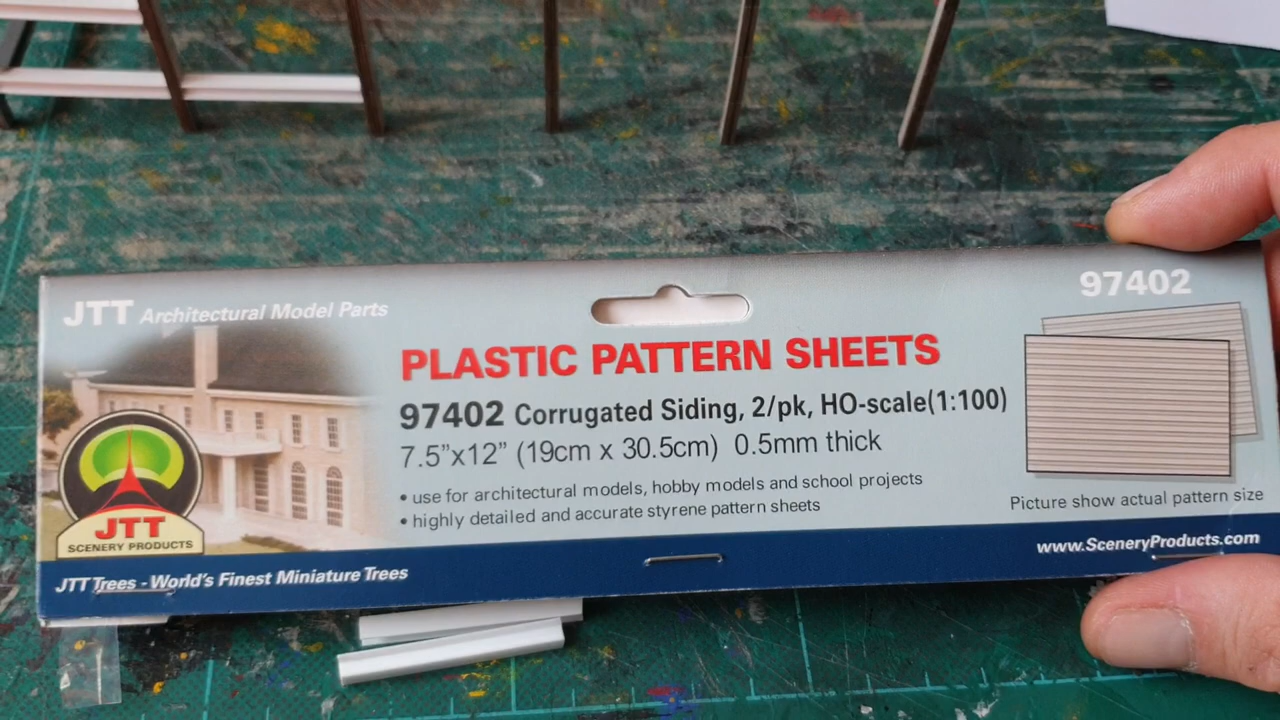 JTT Architectural Model Parts
97402
PLASTIC PATTERN SHEETS
97402 Corrugated Siding, 2/pk, HO-scale(1:100)
7.5”x12” (19cm x 30.5cm) 0.5mm thick
• use for architectural models, hobby models and school projects
• highly detailed and accurate styrene pattern sheets
Picture show actual pattern size
JTT
SCENERY PRODUCTS
www.SceneryProducts.com
JTT Trees - World's Finest Miniature Trees